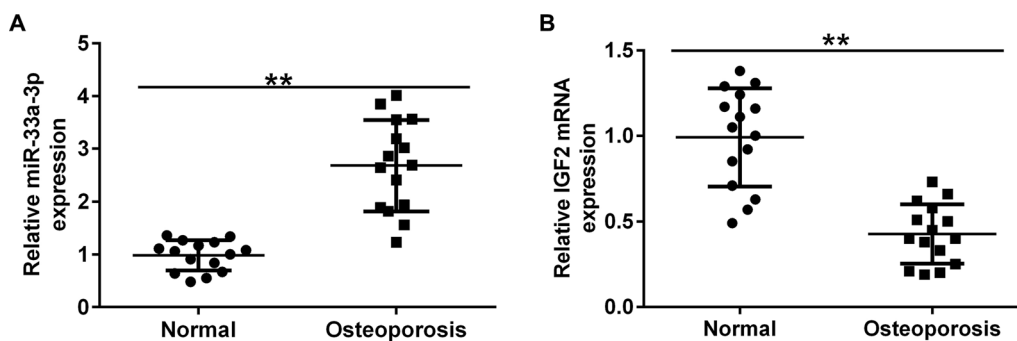 A
Relative miR-33a-3p
expression
5
4
3
2
1
0
**
Normal
Osteoporosis
B
Relative IGF2 mRNA
expression
1.5
1.0
0.5
0.0
**
Normal
Osteoporosis